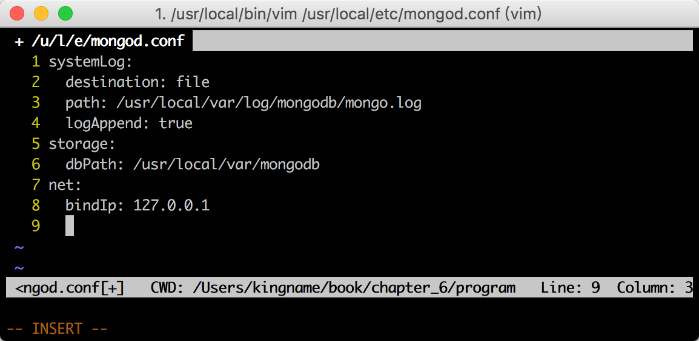 1. /usr/local/bin/vim /usr/local/etc/mongod.conf (vim)
+ /u/l/e/mongod.conf
1 systemLog:
2   destination: file
3   path: /usr/local/var/log/mongodb/mongo.log
4   logAppend: true
5 storage:
6   dbPath: /usr/local/var/mongodb
7 net:
8   bindIp: 127.0.0.1
9
~
~
<ngod.conf[+]   CWD: /Users/kingname/book/chapter_6/program   Line: 9  Column: 3
-- INSERT --